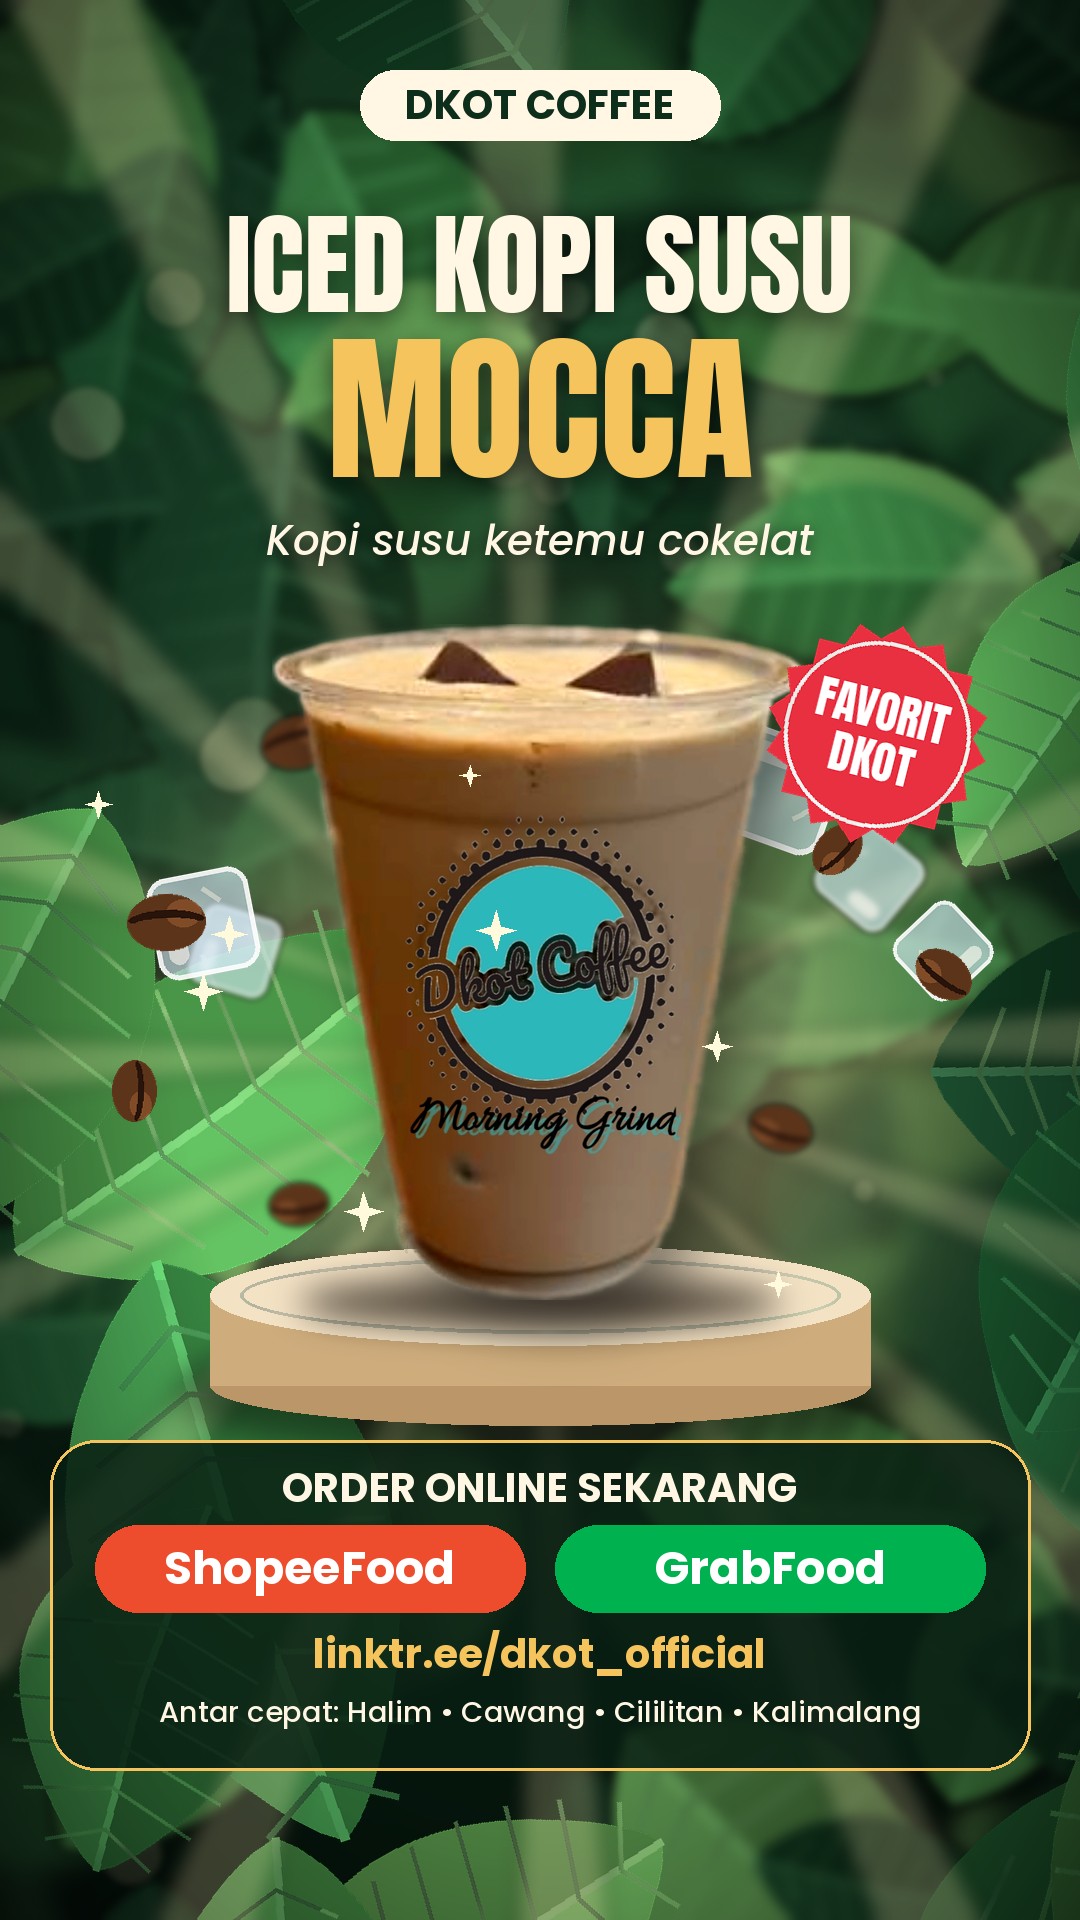 DKOT COFFEE
ICED KOPI SUSU
MOCCA
Kopi susu ketemu cokelat
FAVORIT
DKOT
Dkot Coffee
Morning Grind
ORDER ONLINE SEKARANG
ShopeeFood
GrabFood
linktr.ee/dkot_official
Antar cepat: Halim • Cawang • Cililitan • Kalimalang